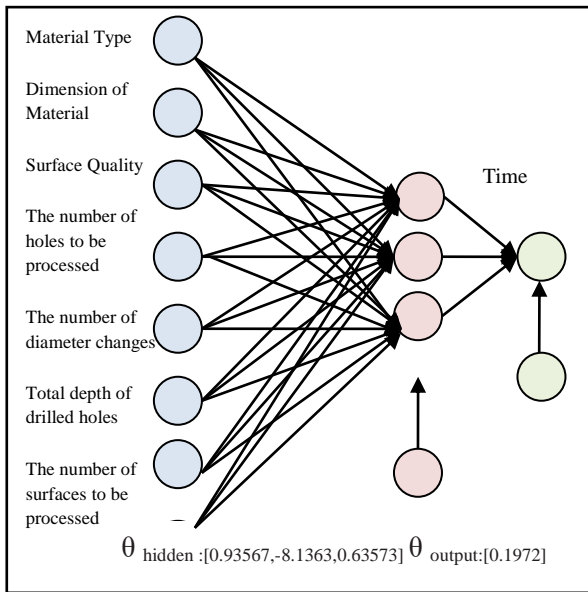 Material Type
Dimension of
Material
Surface Quality
Time
The number of
holes to be
processed
The number of
diameter changes
Total depth of
drilled holes
The number of
surfaces to be
processed
θ hidden :[0.93567,-8.1363,0.63573] θ output:[0.1972]